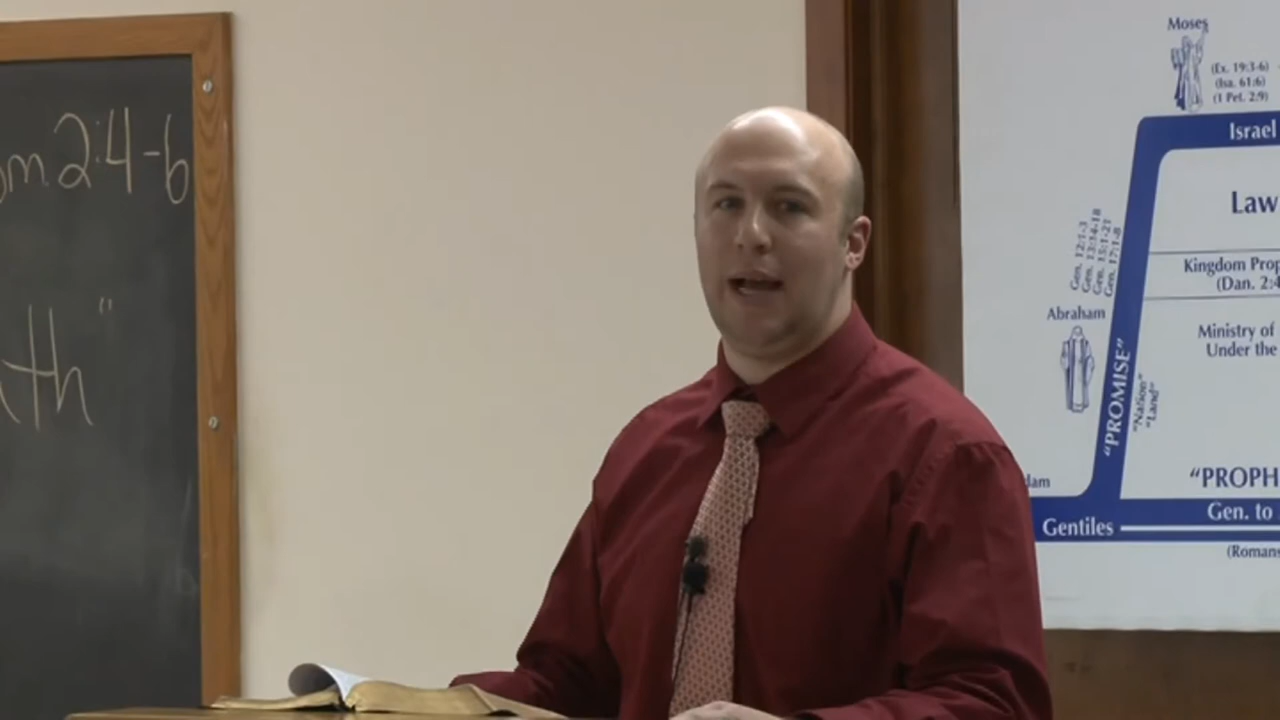 om 2:4-6
th"
Moses
(Ex. 19:3-6)
(Isa. 61:6)
(1 Pet. 2:9)
Israel
Law
Gen. 12:1-3
Gen. 13:14-18
Gen. 15:1-21
Gen. 17:1-8
Kingdom Prop
(Dan. 2:4
Abraham
Ministry of
Under the
"PROMISE"
"Nation"
"Land"
dam
"PROPH
Gen. to
Gentiles
(Romans